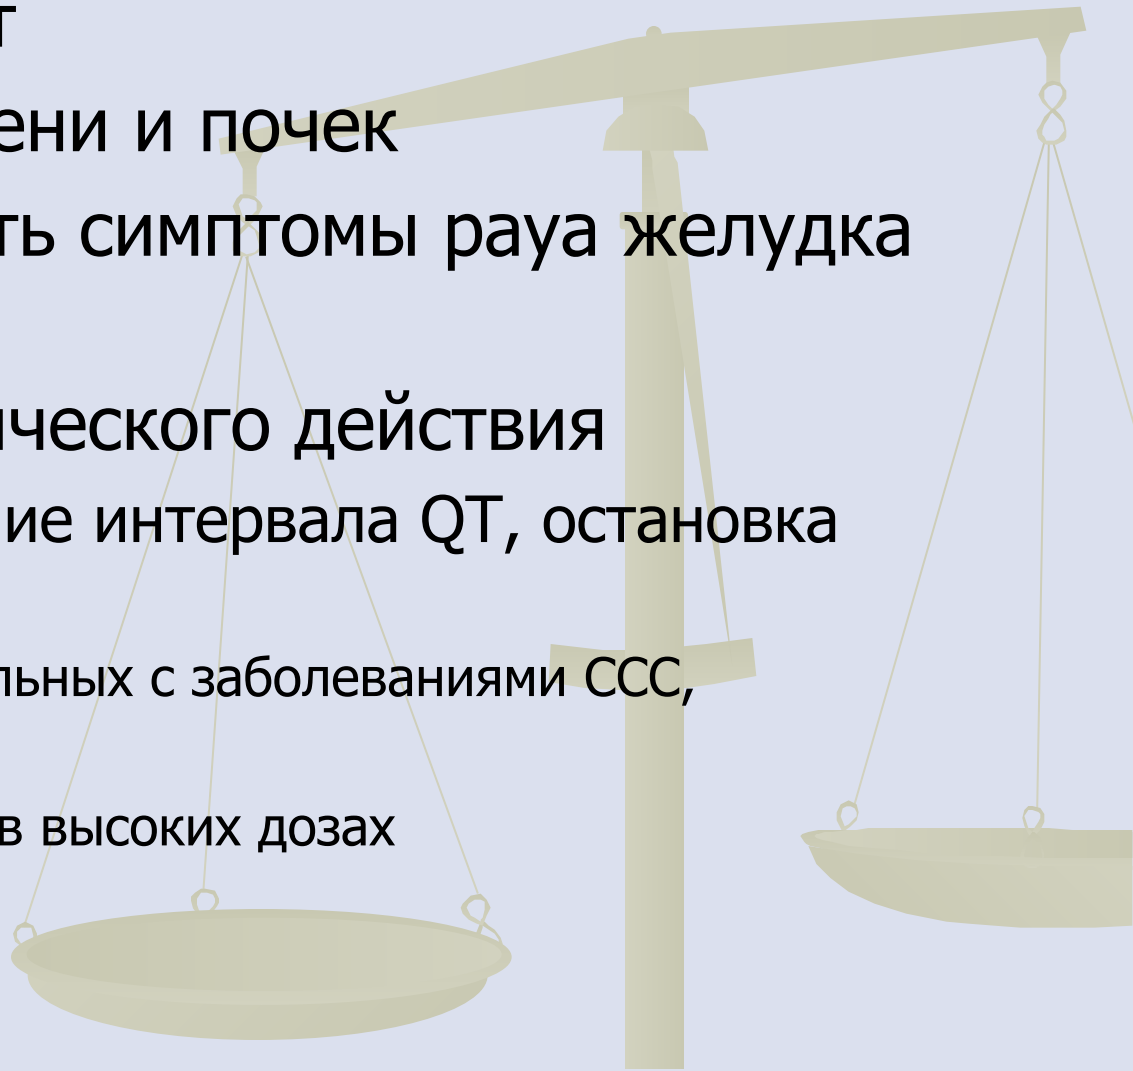 т
ени и почек
ть симптомы рауа желудка
ического действия
ие интервала QT, остановка
льных с заболеваниями ССС,
в высоких дозах